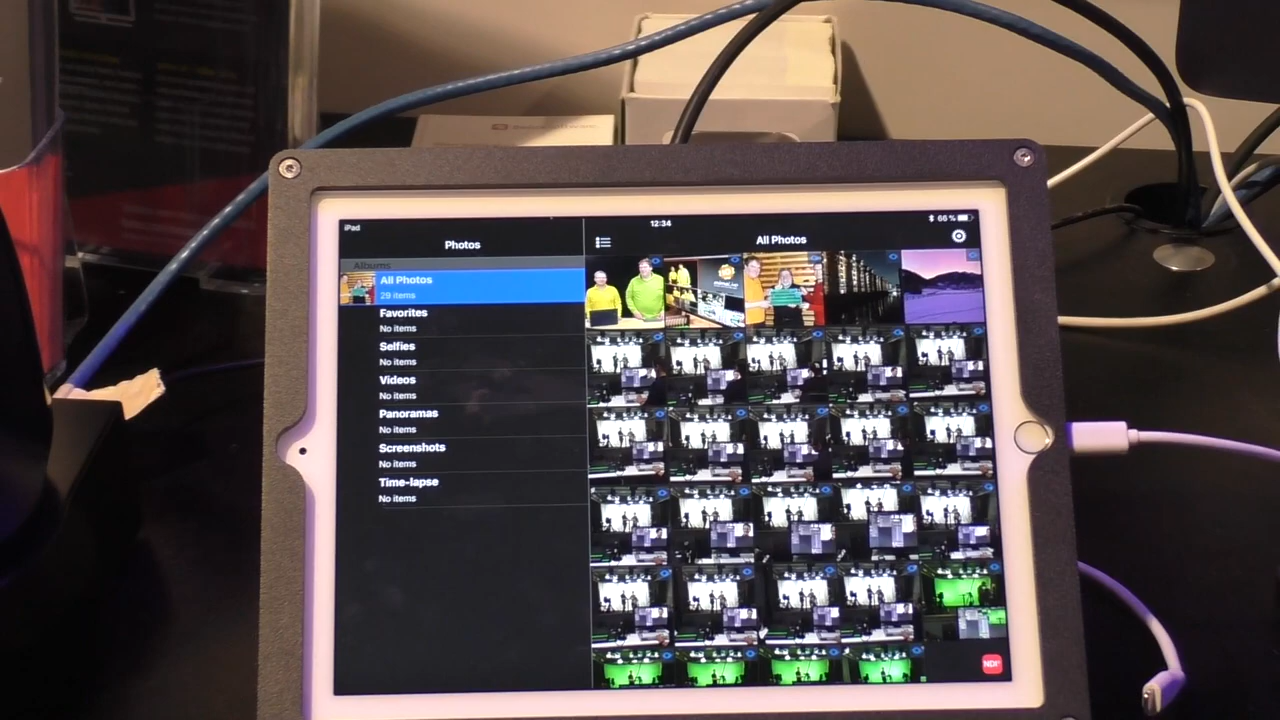 iPad
12:34
66 %
Photos
All Photos
Albums
All Photos
29 items
Favorites
No items
Selfies
No items
Videos
No items
Panoramas
No items
Screenshots
No items
Time-lapse
No items
NDI